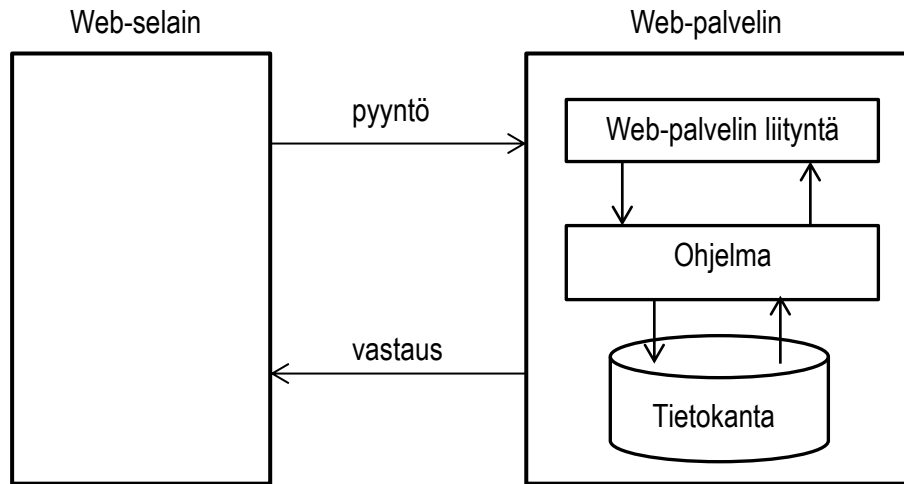 Web-selain
Web-palvelin
pyyntö
Web-palvelin liityntä
Ohjelma
vastaus
Tietokanta